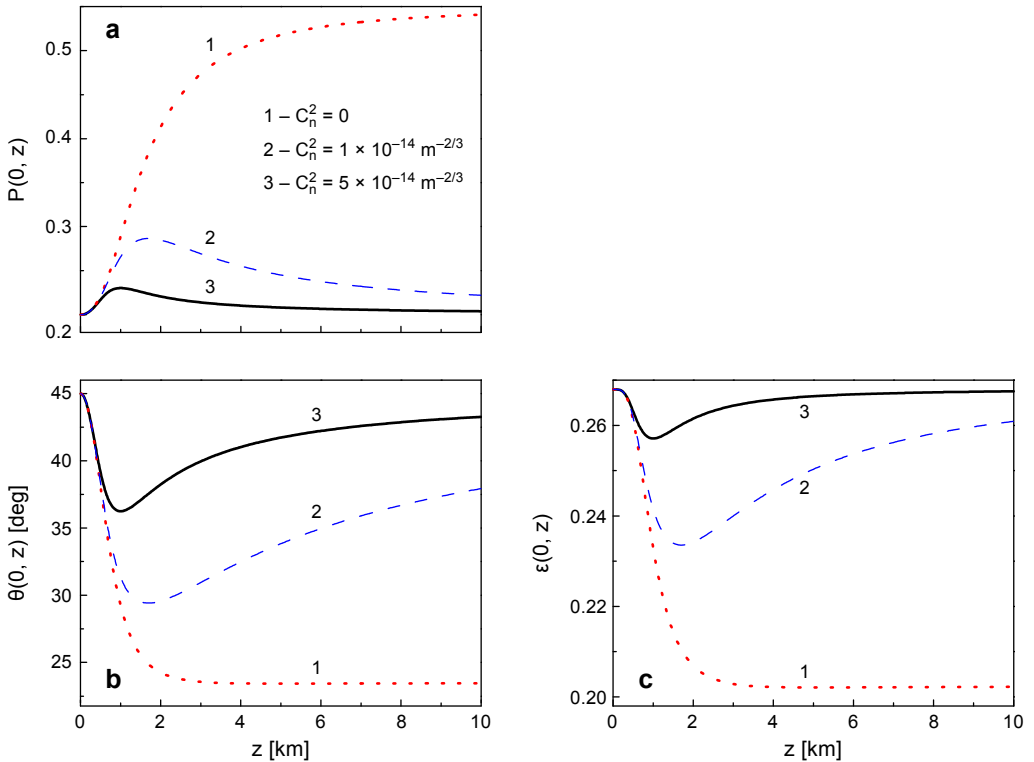 a
1
0.5
1 – C²ₙ = 0
2 – C²ₙ = 1 × 10⁻¹⁴ m⁻²/³
3 – C²ₙ = 5 × 10⁻¹⁴ m⁻²/³
0.4
P(0, z)
0.3
2
3
0.2
45
3
40
2
35
θ(0, z) [deg]
30
1
25
b
0 2 4 6 8 10
z [km]
0.26
3
2
0.24
ε(0, z)
0.22
1
0.20
c
0 2 4 6 8 10
z [km]